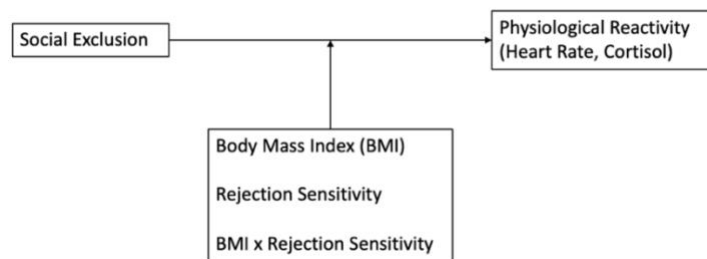 Social Exclusion
Physiological Reactivity
(Heart Rate, Cortisol)
Body Mass Index (BMI)
Rejection Sensitivity
BMI x Rejection Sensitivity